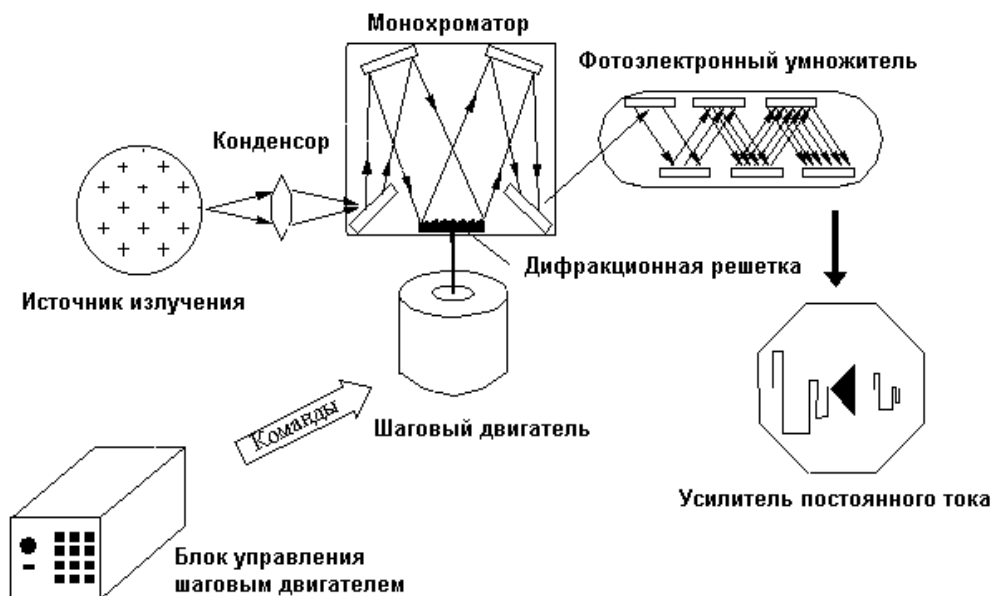 Монохроматор
Фотоэлектронный умножитель
Конденсор
Дифракционная решетка
Источник излучения
Команды
Шаговый двигатель
Усилитель постоянного тока
Блок управления
шаговым двигателем